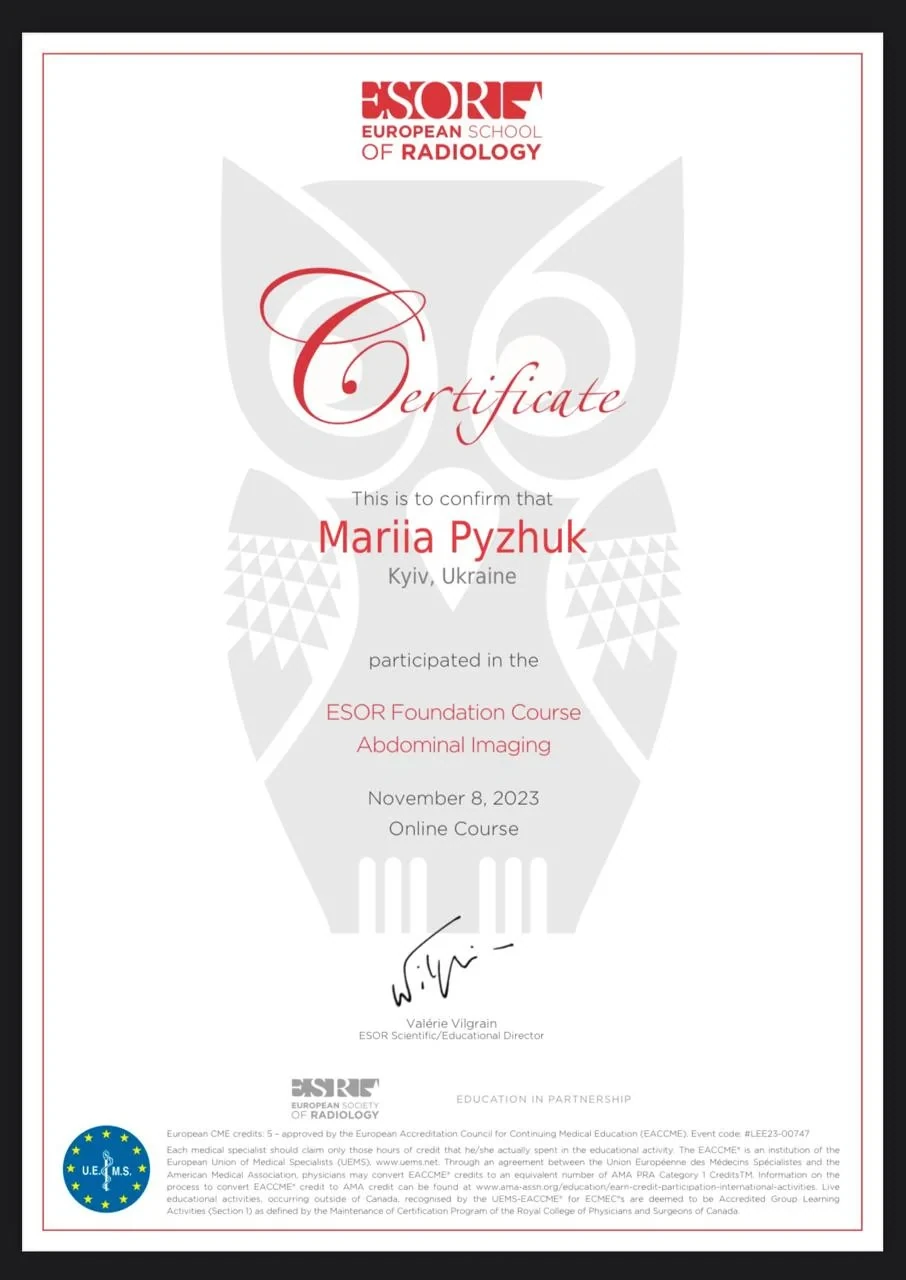 ESOR
EUROPEAN SCHOOL
OF RADIOLOGY
Certificate
This is to confirm that
Mariia Pyzhuk
Kyiv, Ukraine
participated in the
ESOR Foundation Course
Abdominal Imaging
November 8, 2023
Online Course
Valérie Vilgrain
ESOR Scientific/Educational Director
ESR
EUROPEAN SOCIETY
OF RADIOLOGY
EDUCATION IN PARTNERSHIP
U.E.M.S.
European CME credits: 5 – approved by the European Accreditation Council for Continuing Medical Education (EACCME). Event code: #LEE23-00747
Each medical specialist should claim only those hours of credit that he/she actually spent in the educational activity. The EACCME® is an institution of the
European Union of Medical Specialists (UEMS), www.uems.net. Through an agreement between the Union Européenne des Médecins Spécialistes and the
American Medical Association, physicians may convert EACCME® credits to an equivalent number of AMA PRA Category 1 CreditsTM. Information on the
process to convert EACCME® credit to AMA credit can be found at www.ama-assn.org/education/earn-credit-participation-international-activities. Live
educational activities, occurring outside of Canada, recognised by the UEMS-EACCME® for ECMEC®s are deemed to be Accredited Group Learning
Activities (Section 1) as defined by the Maintenance of Certification Program of the Royal College of Physicians and Surgeons of Canada.